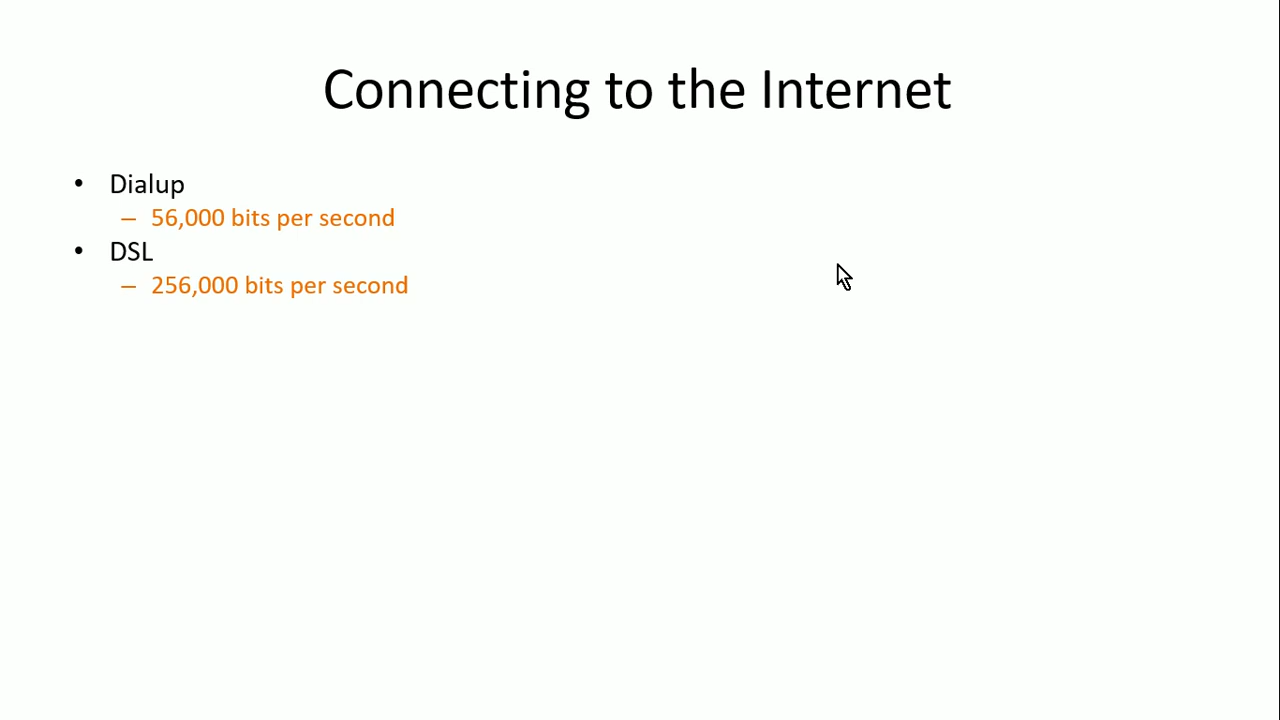 Connecting to the Internet
• Dialup
– 56,000 bits per second
• DSL
– 256,000 bits per second